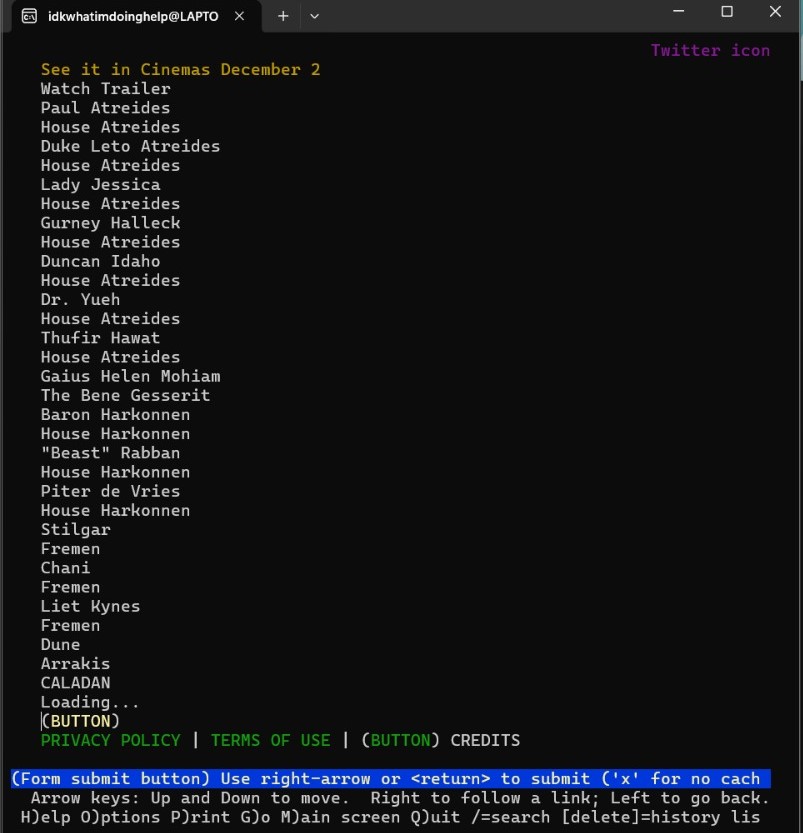 idkwhatimdoinghelp@LAPTO
Twitter icon
See it in Cinemas December 2
Watch Trailer
Paul Atreides
House Atreides
Duke Leto Atreides
House Atreides
Lady Jessica
House Atreides
Gurney Halleck
House Atreides
Duncan Idaho
House Atreides
Dr. Yueh
House Atreides
Thufir Hawat
House Atreides
Gaius Helen Mohiam
The Bene Gesserit
Baron Harkonnen
House Harkonnen
"Beast" Rabban
House Harkonnen
Piter de Vries
House Harkonnen
Stilgar
Fremen
Chani
Fremen
Liet Kynes
Fremen
Dune
Arrakis
CALADAN
Loading...
(BUTTON)
PRIVACY POLICY | TERMS OF USE | (BUTTON) CREDITS
(Form submit button) Use right-arrow or <return> to submit ('x' for no cach
Arrow keys: Up and Down to move.  Right to follow a link; Left to go back.
H)elp O)ptions P)rint G)o M)ain screen Q)uit /=search [delete]=history lis